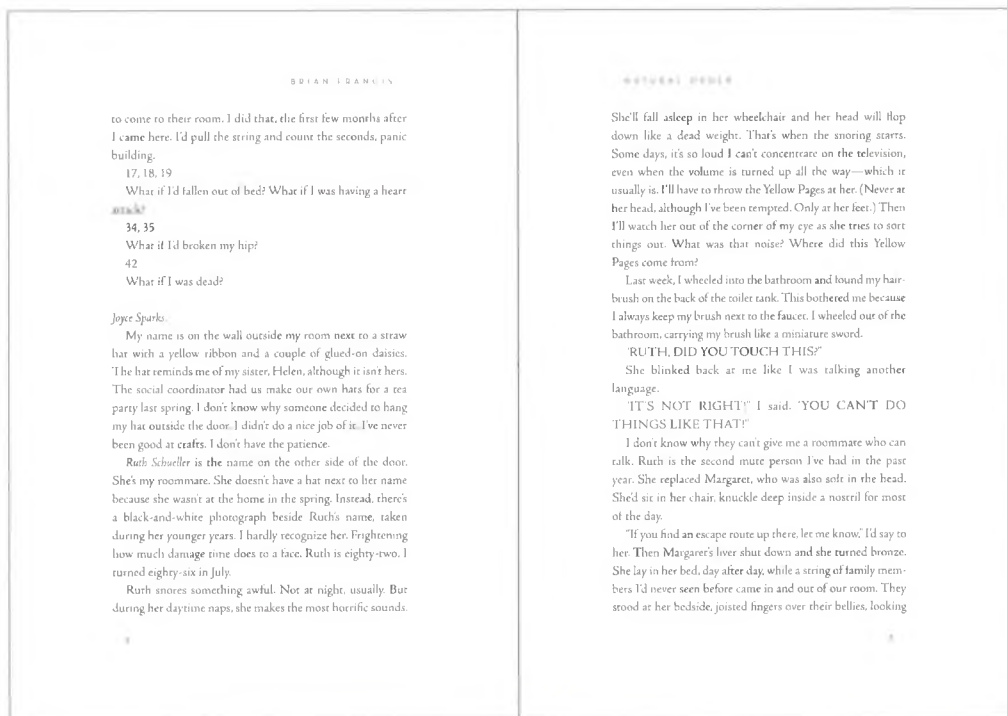 BRIAN FRANCIS
to come to their room. I did that, the first few months after
I came here. I'd pull the string and count the seconds, panic
building.
17, 18, 19
What if I'd fallen out of bed? What if I was having a heart
attack?
34, 35
What if I'd broken my hip?
42
What if I was dead?
Joyce Sparks.
My name is on the wall outside my room next to a straw
hat with a yellow ribbon and a couple of glued-on daisies.
The hat reminds me of my sister, Helen, although it isn't hers.
The social coordinator had us make our own hats for a tea
party last spring. I don't know why someone decided to hang
my hat outside the door. I didn't do a nice job of it. I've never
been good at crafts. I don't have the patience.
Ruth Schueller is the name on the other side of the door.
She's my roommate. She doesn't have a hat next to her name
because she wasn't at the home in the spring. Instead, there's
a black-and-white photograph beside Ruth's name, taken
during her younger years. I hardly recognize her. Frightening
how much damage time does to a face. Ruth is eighty-two. I
turned eighty-six in July.
Ruth snores something awful. Not at night, usually. But
during her daytime naps, she makes the most horrific sounds.
NATURAL ORDER
She'll fall asleep in her wheelchair and her head will flop
down like a dead weight. That's when the snoring starts.
Some days, it's so loud I can't concentrate on the television,
even when the volume is turned up all the way—which it
usually is. I'll have to throw the Yellow Pages at her. (Never at
her head, although I've been tempted. Only at her feet.) Then
I'll watch her out of the corner of my eye as she tries to sort
things out. What was that noise? Where did this Yellow
Pages come from?
Last week, I wheeled into the bathroom and found my hair-
brush on the back of the toilet tank. This bothered me because
I always keep my brush next to the faucet. I wheeled out of the
bathroom, carrying my brush like a miniature sword.
"RUTH, DID YOU TOUCH THIS?"
She blinked back at me like I was talking another
language.
"IT'S NOT RIGHT!" I said. "YOU CAN'T DO
THINGS LIKE THAT!"
I don't know why they can't give me a roommate who can
talk. Ruth is the second mute person I've had in the past
year. She replaced Margaret, who was also soft in the head.
She'd sit in her chair, knuckle deep inside a nostril for most
of the day.
"If you find an escape route up there, let me know," I'd say to
her. Then Margaret's liver shut down and she turned bronze.
She lay in her bed, day after day, while a string of family mem-
bers I'd never seen before came in and out of our room. They
stood at her bedside, joisted fingers over their bellies, looking